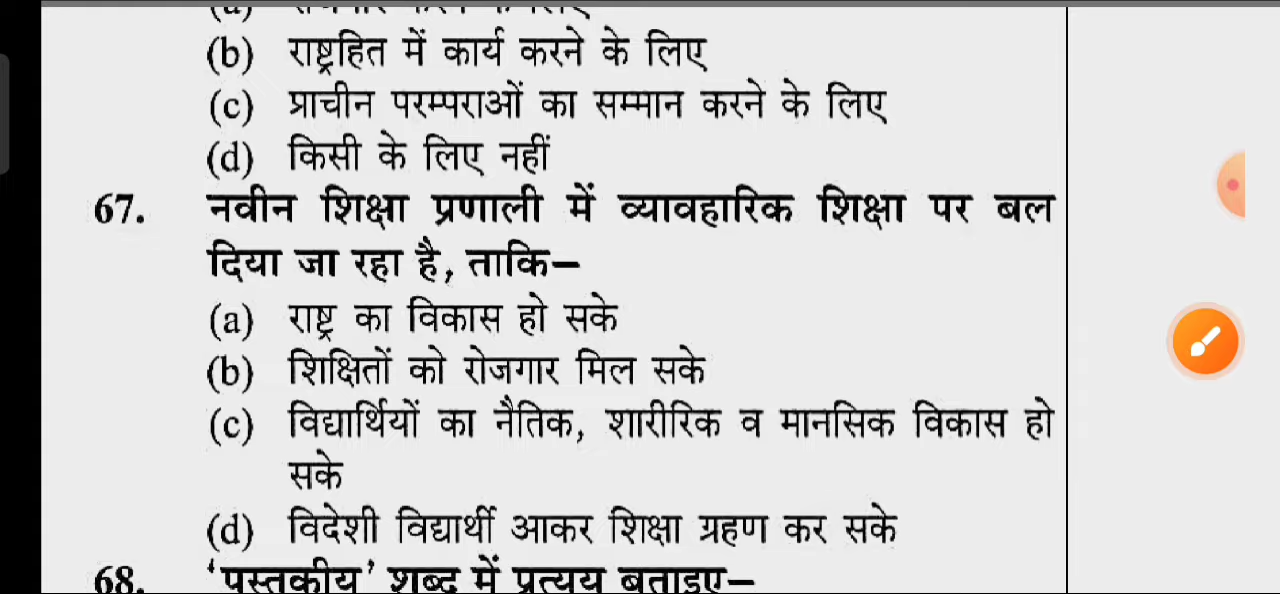 (b) राष्ट्रहित में कार्य करने के लिए
(c) प्राचीन परम्पराओं का सम्मान करने के लिए
(d) किसी के लिए नहीं
67. नवीन शिक्षा प्रणाली में व्यावहारिक शिक्षा पर बल
दिया जा रहा है, ताकि–
(a) राष्ट्र का विकास हो सके
(b) शिक्षितों को रोजगार मिल सके
(c) विद्यार्थियों का नैतिक, शारीरिक व मानसिक विकास हो
सके
(d) विदेशी विद्यार्थी आकर शिक्षा ग्रहण कर सके
68. 'पुस्तकीय' शब्द में प्रत्यय बताइए–